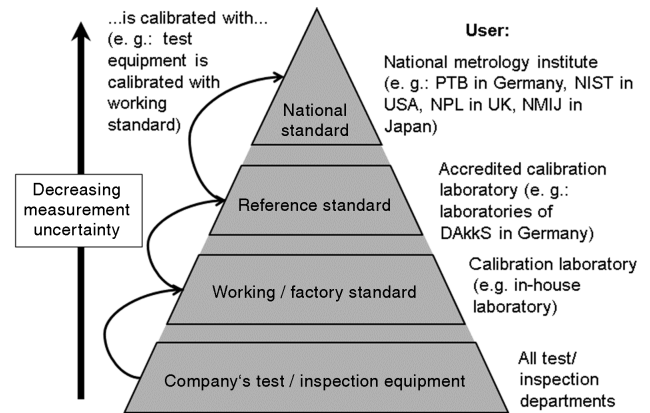 ...is calibrated with...
(e. g.: test
equipment is
calibrated with
working
standard)
User:
National metrology institute
(e. g.: PTB in Germany, NIST in
USA, NPL in UK, NMIJ in
Japan)
National
standard
Accredited calibration
laboratory (e. g.:
laboratories of
DAkkS in Germany)
Reference standard
Decreasing
measurement
uncertainty
Calibration laboratory
(e.g. in-house
laboratory)
Working / factory standard
All test/
inspection
departments
Company‘s test / inspection equipment